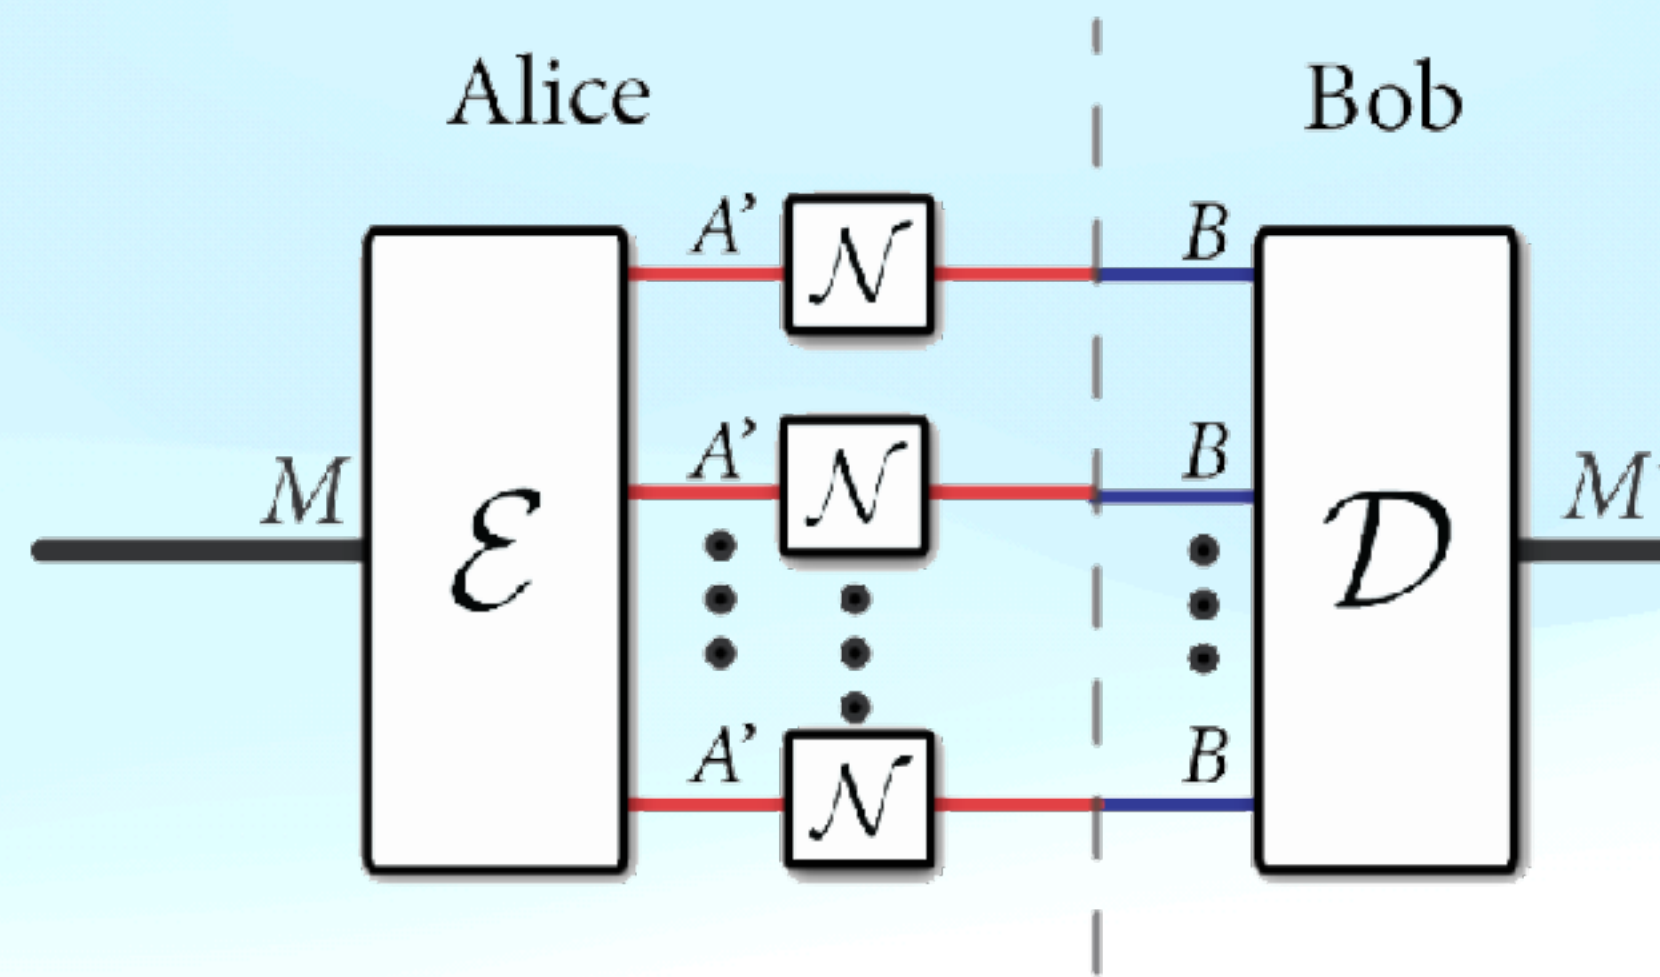 Alice
Bob
A’ 𝒩 B
M ℰ A’ 𝒩 B 𝒟 M’
A’ 𝒩 B